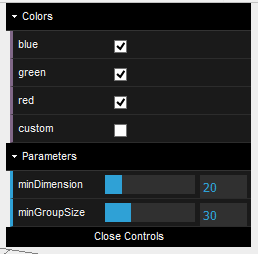 Colors
blue
green
red
custom
Parameters
minDimension 20
minGroupSize 30
Close Controls